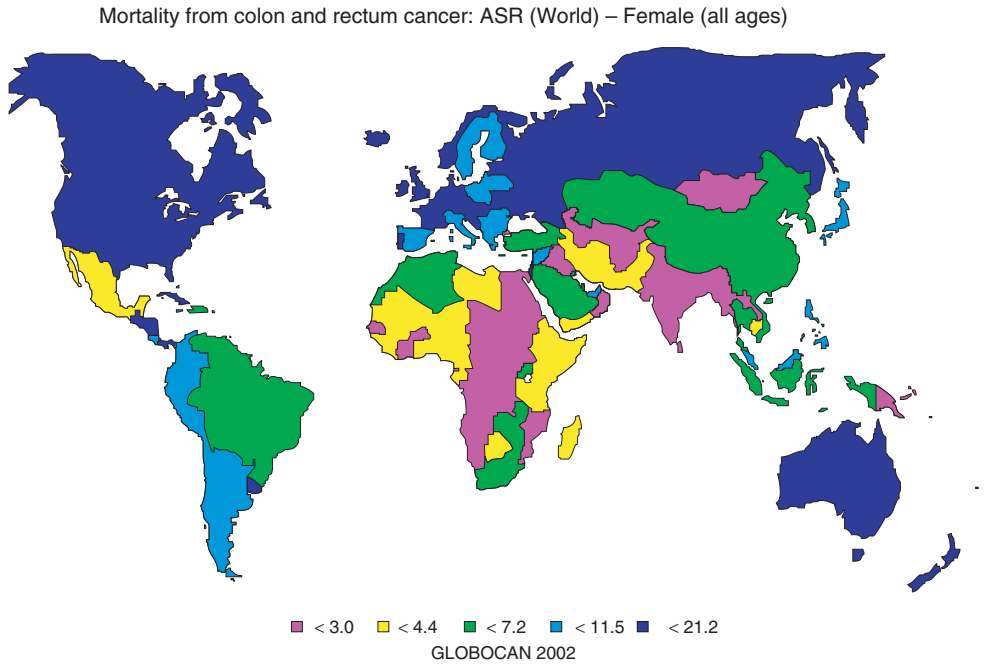 Mortality from colon and rectum cancer: ASR (World) – Female (all ages)
< 3.0 < 4.4 < 7.2 < 11.5 < 21.2
GLOBOCAN 2002